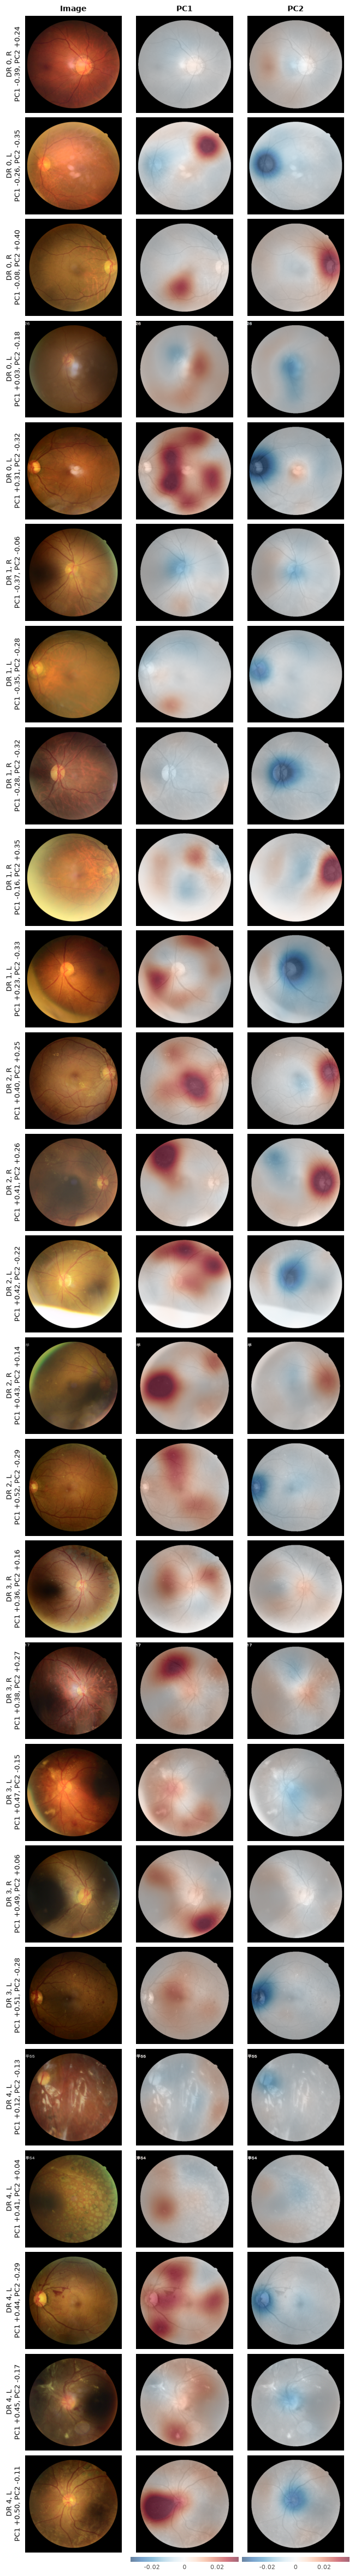 Image PC1 PC2
DR 0, R
PC1 -0.39, PC2 +0.24
DR 0, L
PC1 -0.26, PC2 -0.35
DR 0, R
PC1 -0.08, PC2 +0.40
DR 0, L
PC1 +0.03, PC2 -0.18
DR 0, L
PC1 +0.31, PC2 -0.32
DR 1, R
PC1 -0.37, PC2 -0.06
DR 1, L
PC1 -0.35, PC2 -0.28
DR 1, R
PC1 -0.28, PC2 -0.32
DR 1, R
PC1 -0.16, PC2 +0.35
DR 1, L
PC1 +0.23, PC2 -0.33
DR 2, R
PC1 +0.40, PC2 +0.25
DR 2, R
PC1 +0.41, PC2 +0.26
DR 2, L
PC1 +0.42, PC2 -0.22
DR 2, R
PC1 +0.43, PC2 +0.14
DR 2, L
PC1 +0.52, PC2 -0.29
DR 3, R
PC1 +0.36, PC2 +0.16
DR 3, R
PC1 +0.38, PC2 +0.27
DR 3, L
PC1 +0.47, PC2 -0.15
DR 3, R
PC1 +0.49, PC2 +0.06
DR 3, L
PC1 +0.51, PC2 -0.28
DR 4, L
PC1 +0.12, PC2 -0.13
DR 4, L
PC1 +0.41, PC2 +0.04
DR 4, L
PC1 +0.44, PC2 -0.29
DR 4, L
PC1 +0.45, PC2 -0.17
DR 4, L
PC1 +0.50, PC2 -0.11
-0.02 0 0.02 -0.02 0 0.02